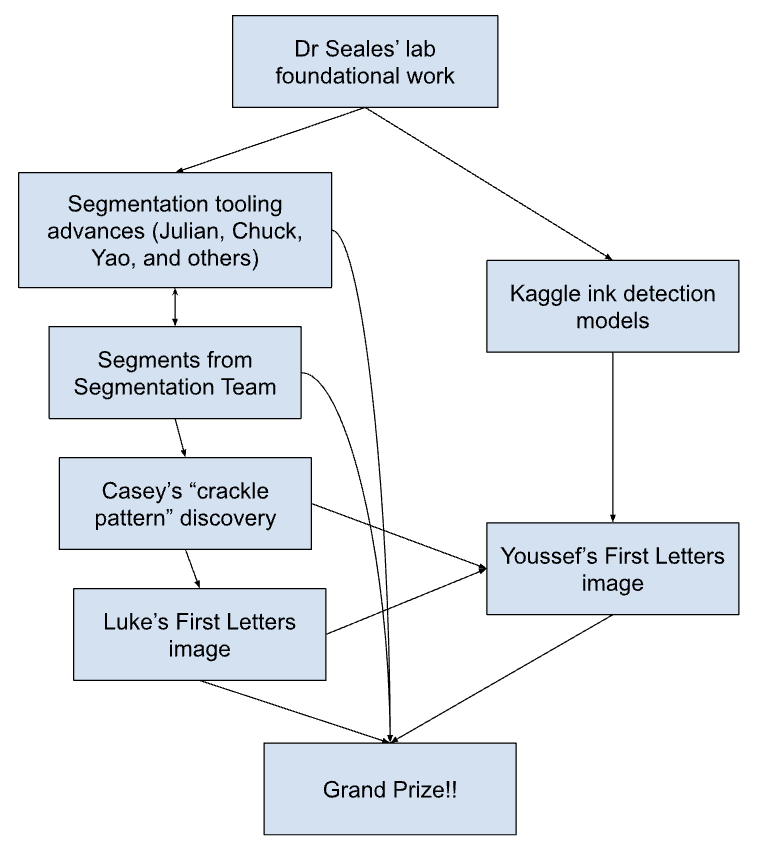 Dr Seales’ lab
foundational work
Segmentation tooling
advances (Julian, Chuck,
Yao, and others)
Kaggle ink detection
models
Segments from
Segmentation Team
Casey’s “crackle
pattern” discovery
Youssef’s First Letters
image
Luke’s First Letters
image
Grand Prize!!